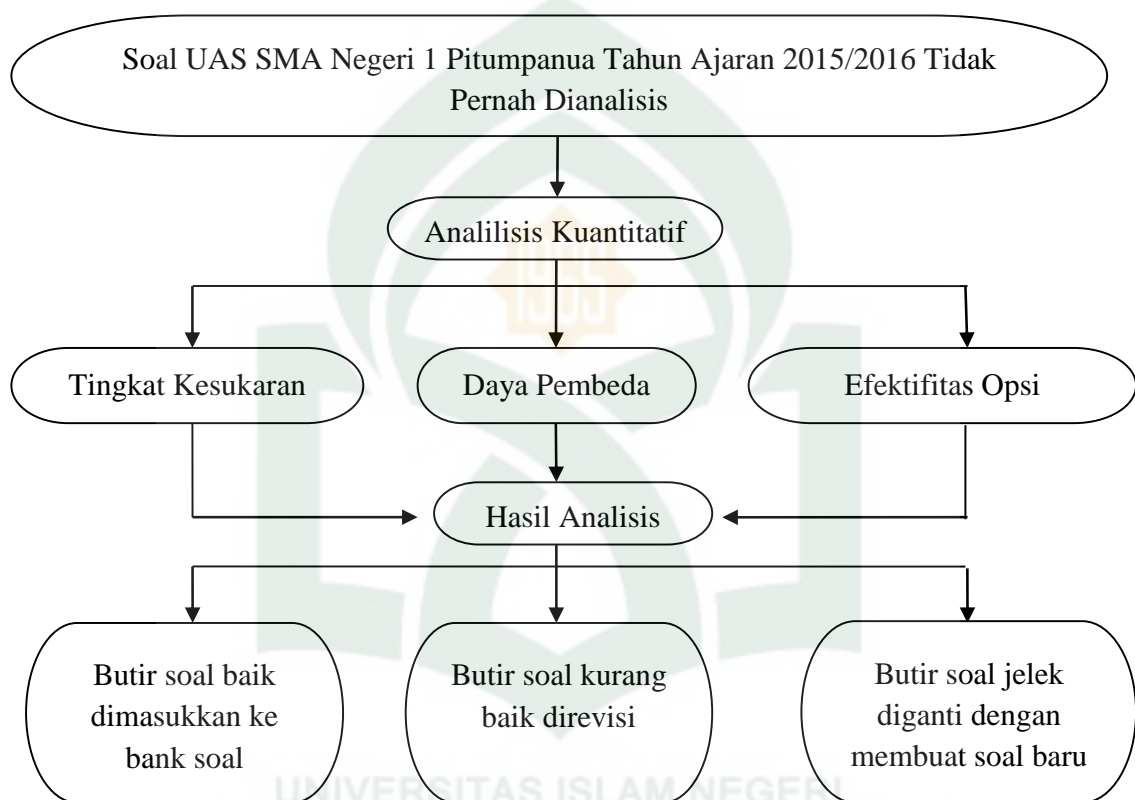 Soal UAS SMA Negeri 1 Pitumpanua Tahun Ajaran 2015/2016 Tidak
Pernah Dianalisis
Analilisis Kuantitatif
1965
Tingkat Kesukaran
Daya Pembeda
Efektifitas Opsi
Hasil Analisis
Butir soal baik
dimasukkan ke
bank soal
Butir soal kurang
baik direvisi
Butir soal jelek
diganti dengan
membuat soal baru
UNIVERSITAS ISLAM NEGERI